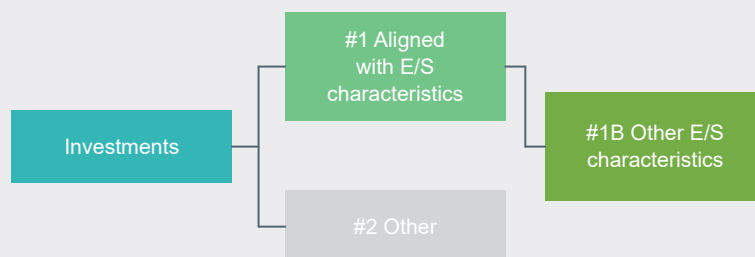 #1 Aligned
with E/S
characteristics
Investments
#1B Other E/S
characteristics
#2 Other